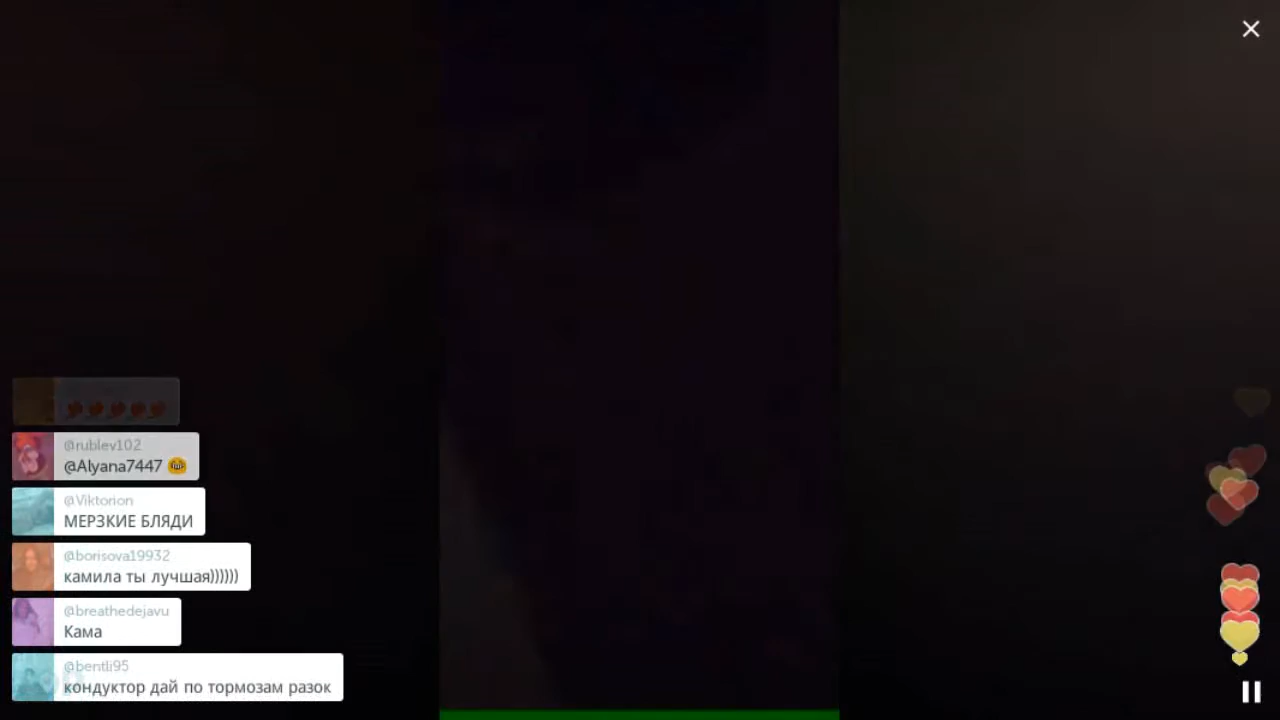 @rublev102
@Alyana7447
@Viktorion
МЕРЗКИЕ БЛЯДИ
@borisova19932
камила ты лучшая))))))
@breathedejavu
Кама
@bentli95
кондуктор дай по тормозам разок